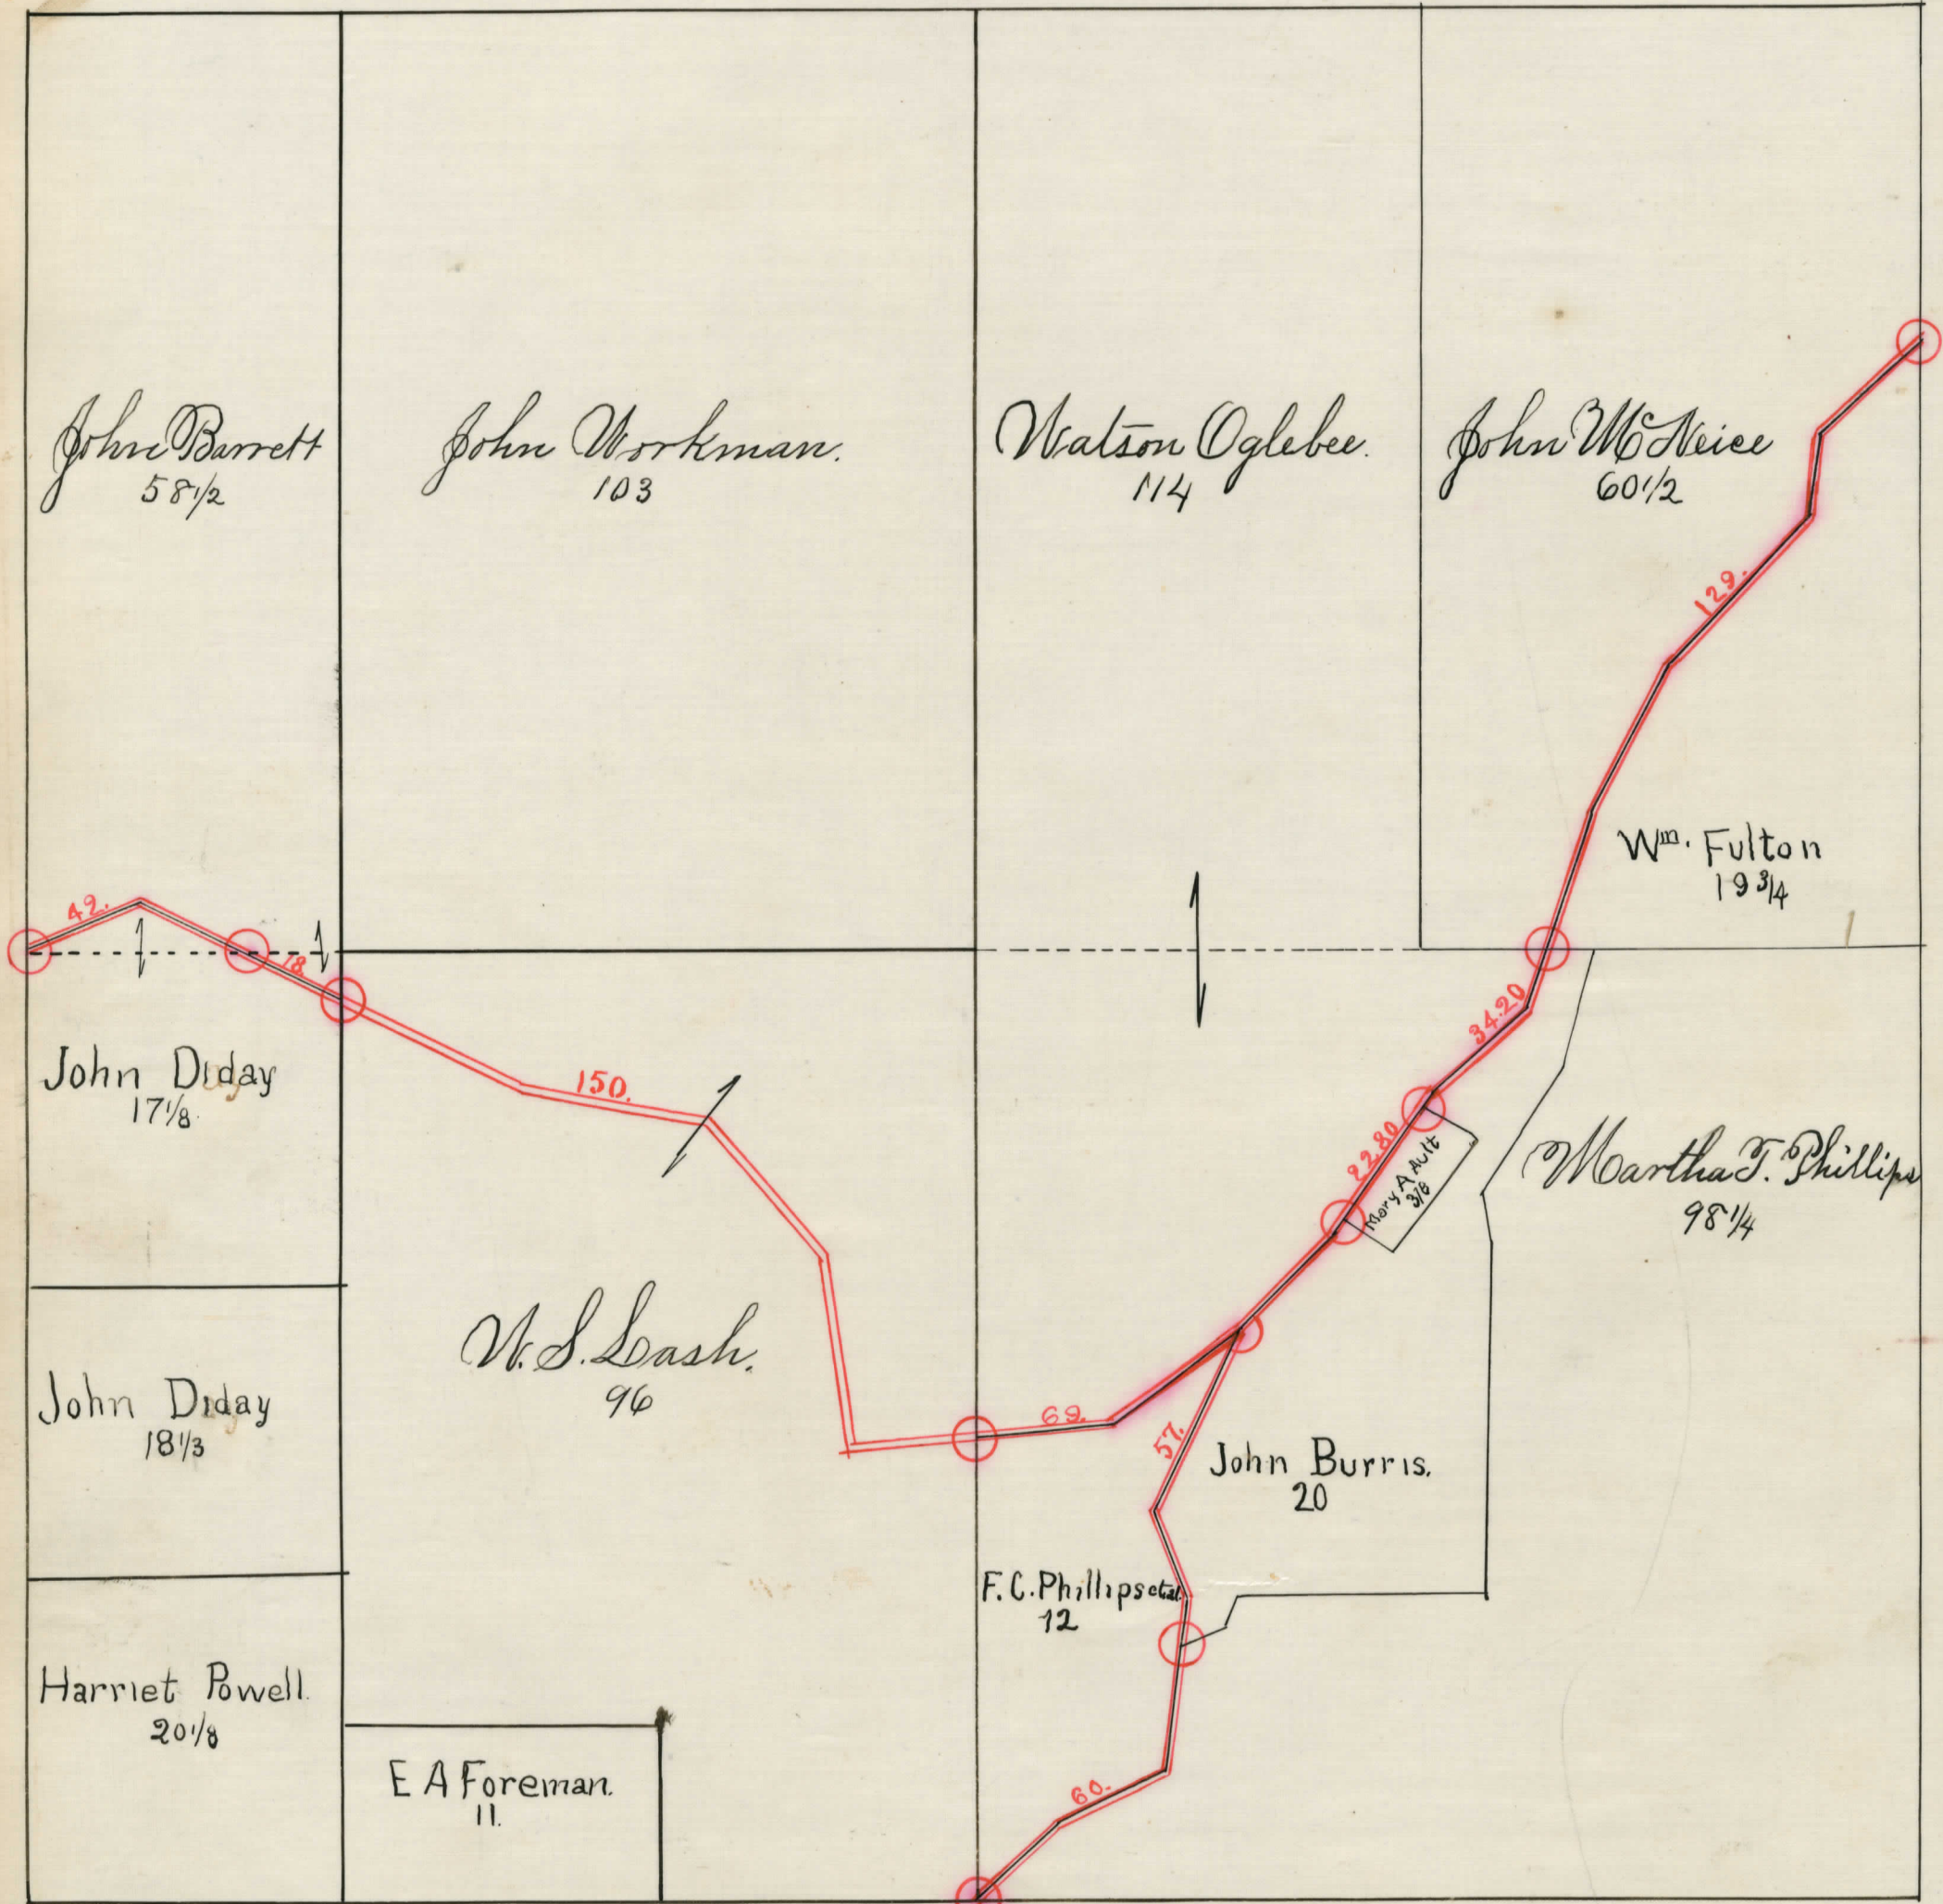 John Barrett
58 1/2
John Workman.
103
Watson Oglebee.
114
John McNeice
60 1/2
129.
Wm. Fulton
19 3/4
42.
18
John Diday
17 1/8.
150.
34.20
22.80
Mary A Ault
3/8
Martha T. Phillips
98 1/4
W. S. Lash.
96
John Diday
18 1/3
69.
57.
John Burris.
20
F. C. Phillips et al.
12
Harriet Powell.
20 1/8
E A Foreman.
11.
60.